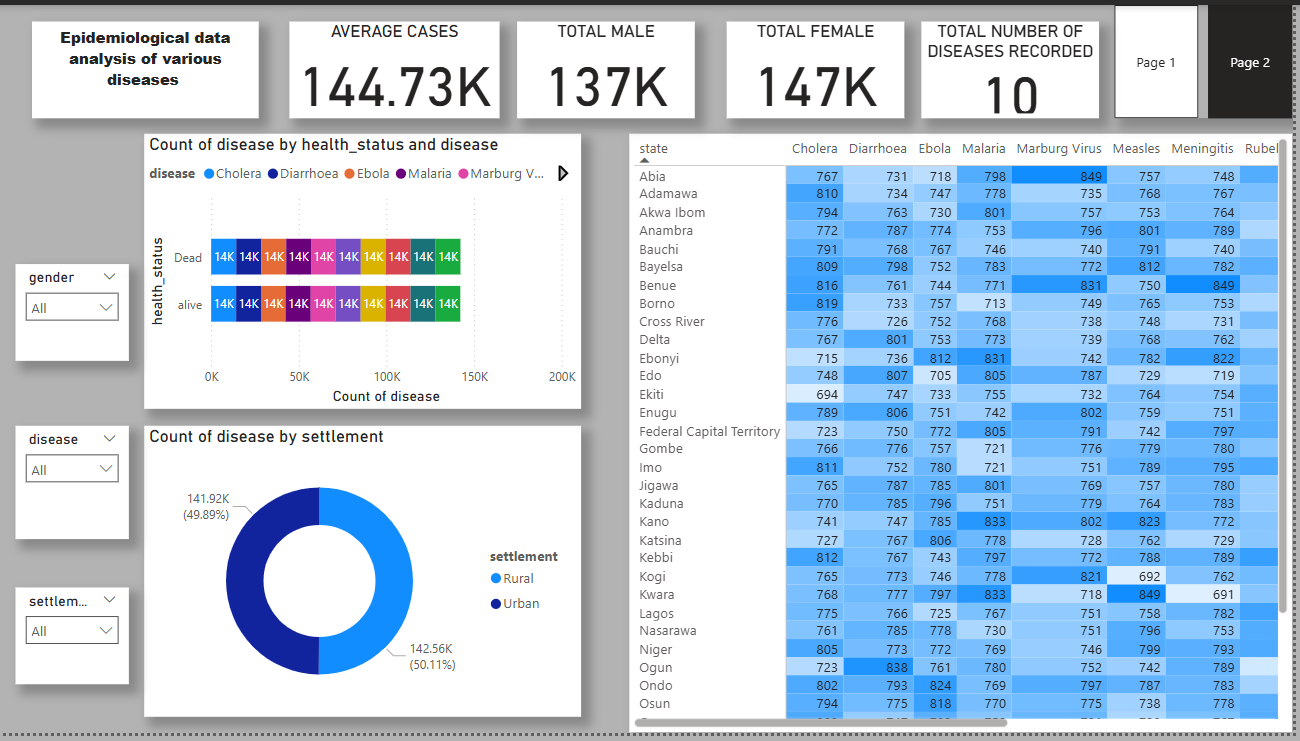 Epidemiological data
analysis of various
diseases
AVERAGE CASES
144.73K
TOTAL MALE
137K
TOTAL FEMALE
147K
TOTAL NUMBER OF
DISEASES RECORDED
10
Page 1
Page 2
gender
All
disease
All
settlem...
All
Count of disease by health_status and disease
disease Cholera Diarrhoea Ebola Malaria Marburg V...
health_status
Dead 14K 14K 14K 14K 14K 14K 14K 14K 14K 14K
alive 14K 14K 14K 14K 14K 14K 14K 14K 14K 14K
0K 50K 100K 150K 200K
Count of disease
Count of disease by settlement
141.92K
(49.89%)
142.56K
(50.11%)
settlement
Rural
Urban
state Cholera Diarrhoea Ebola Malaria Marburg Virus Measles Meningitis Rubel
Abia 767 731 718 798 849 757 748
Adamawa 810 734 747 778 735 768 767
Akwa Ibom 794 763 730 801 757 753 764
Anambra 772 787 774 753 796 801 789
Bauchi 791 768 767 746 740 791 740
Bayelsa 809 798 752 783 772 812 782
Benue 816 761 744 771 831 750 849
Borno 819 733 757 713 749 765 753
Cross River 776 726 752 768 738 748 731
Delta 767 801 753 773 739 768 762
Ebonyi 715 736 812 831 742 782 822
Edo 748 807 705 805 787 729 719
Ekiti 694 747 733 755 732 764 754
Enugu 789 806 751 742 802 759 751
Federal Capital Territory 723 750 772 805 791 742 797
Gombe 766 776 757 721 776 779 780
Imo 811 752 780 721 751 789 795
Jigawa 765 787 785 801 769 757 780
Kaduna 770 785 796 751 779 764 783
Kano 741 747 785 833 802 823 772
Katsina 727 767 806 778 728 762 729
Kebbi 812 767 743 797 772 788 789
Kogi 765 773 746 778 821 692 762
Kwara 768 777 797 833 718 849 691
Lagos 775 766 725 767 751 758 782
Nasarawa 761 785 778 730 751 796 753
Niger 805 773 772 769 746 799 793
Ogun 723 838 761 780 752 742 789
Ondo 802 793 824 769 797 787 783
Osun 794 775 818 770 775 738 778